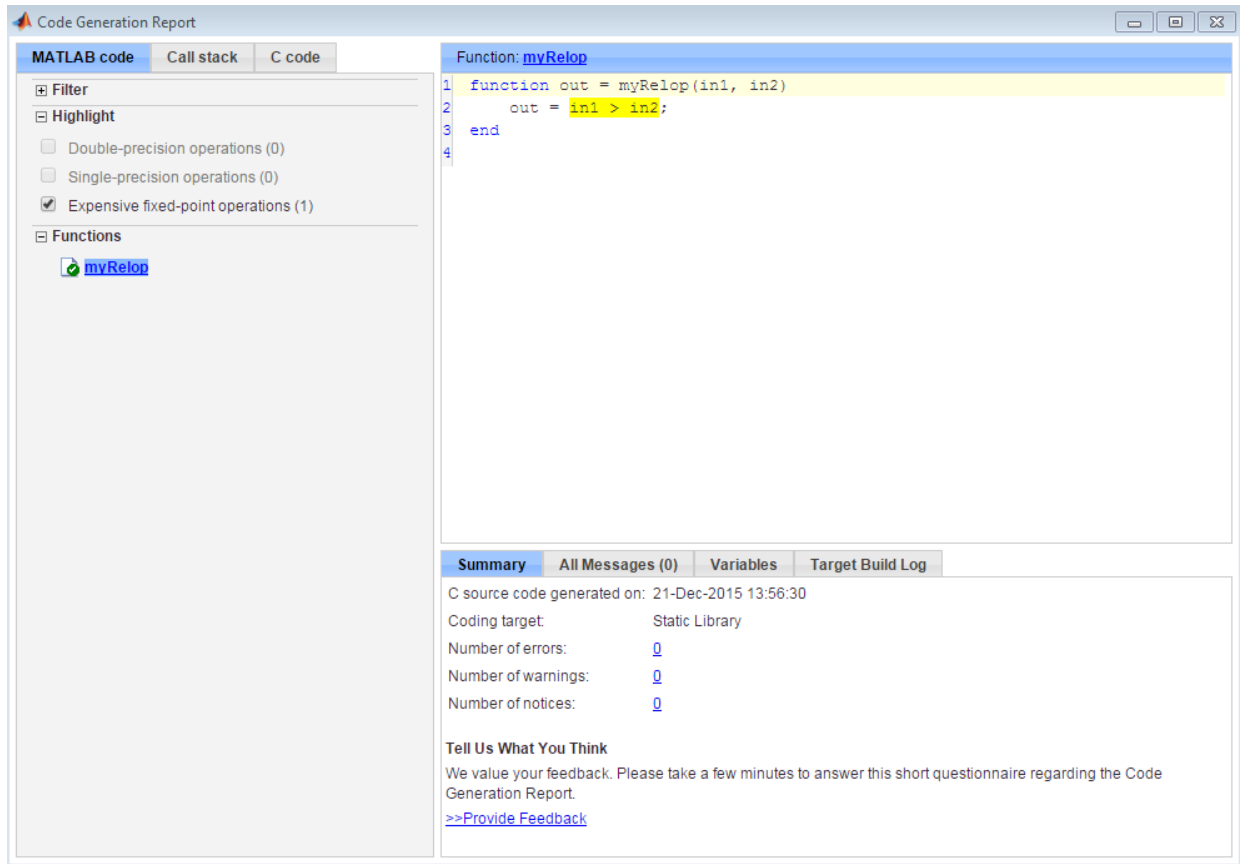 Code Generation Report
MATLAB code Call stack C code
Filter
Highlight
Double-precision operations (0)
Single-precision operations (0)
Expensive fixed-point operations (1)
Functions
myRelop
Function: myRelop
1 function out = myRelop(in1, in2)
2 out = in1 > in2;
3 end
4
Summary All Messages (0) Variables Target Build Log
C source code generated on: 21-Dec-2015 13:56:30
Coding target: Static Library
Number of errors: 0
Number of warnings: 0
Number of notices: 0
Tell Us What You Think
We value your feedback. Please take a few minutes to answer this short questionnaire regarding the Code
Generation Report.
>>Provide Feedback